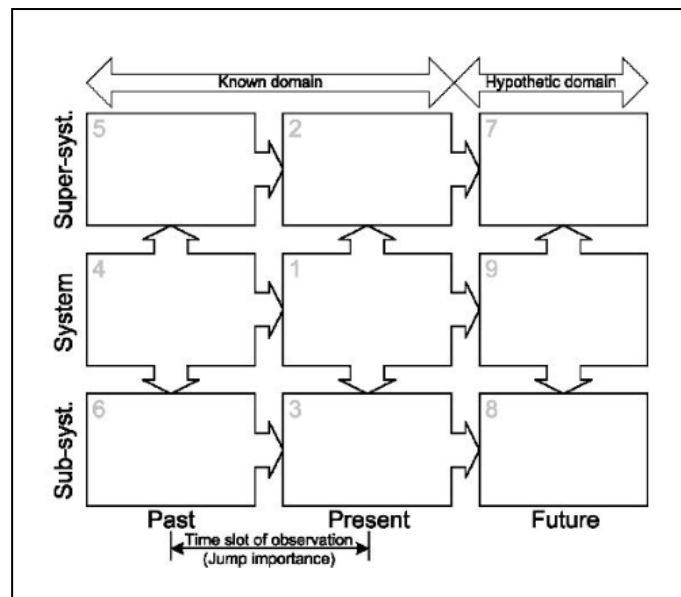 Known domain
Hypothetic domain
Super-syst.
5
2
7
System
4
1
9
Sub-syst.
6
3
8
Past
Present
Future
Time slot of observation
(Jump importance)